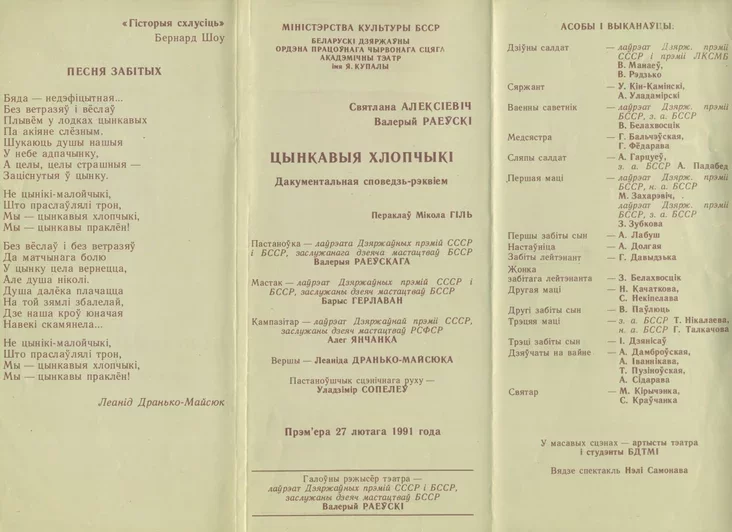 «Гісторыя схлусіць»
Бернард Шоу
ПЕСНЯ ЗАБІТЫХ
Бяда — недэфіцытная...
Без ветразяў і вёслаў
Плывём у лодках цынкавых
Па акіяне слёзным.
Шукаюць душы нашыя
У небе адпачынку,
А целы, целы страшныя —
Заціснутыя ў цынку.
Не цынікі-малойчыкі,
Што праслаўлялі трон,
Мы — цынкавыя хлопчыкі,
Мы — цынкавы праклён!
Без вёслаў і без ветразяў
Да матчынага болю
У цынку цела вернецца,
Але душа ніколі.
Душа далёка плачацца
На той зямлі збалелай,
Дзе наша кроў юначая
Навекі скамянела...
Не цынікі-малойчыкі,
Што праслаўлялі трон,
Мы — цынкавыя хлопчыкі,
Мы — цынкавы праклён!
Леанід Дранько-Майсюк
МІНІСТЭРСТВА КУЛЬТУРЫ БССР
БЕЛАРУСКІ ДЗЯРЖАЎНЫ
ОРДЭНА ПРАЦОЎНАГА ЧЫРВОНАГА СЦЯГА
АКАДЭМІЧНЫ ТЭАТР
імя Я. КУПАЛЫ
Святлана АЛЕКСІЕВІЧ
Валерый РАЕЎСКІ
ЦЫНКАВЫЯ ХЛОПЧЫКІ
Дакументальная споведзь-рэквіем
Пераклаў Мікола ГІЛЬ
Пастаноўка — лаўрэата Дзяржаўных прэмій СССР
і БССР, заслужанага дзеяча мастацтваў БССР
Валерыя РАЕЎСКАГА
Мастак — лаўрэат Дзяржаўных прэмій СССР і
БССР, заслужаны дзеяч мастацтваў БССР
Барыс ГЕРЛАВАН
Кампазітар — лаўрэат Дзяржаўнай прэміі СССР,
заслужаны дзеяч мастацтваў РСФСР
Алег ЯНЧАНКА
Вершы — Леаніда ДРАНЬКО-МАЙСЮКА
Пастаноўшчык сцэнічнага руху —
Уладзімір СОПЕЛЕЎ
Прэм'ера 27 лютага 1991 года
Галоўны рэжысёр тэатра —
лаўрэат Дзяржаўных прэмій СССР і БССР,
заслужаны дзеяч мастацтваў БССР
Валерый РАЕЎСКІ
АСОБЫ І ВЫКАНАЎЦЫ:
Дзіўны салдат — лаўрэат Дзярж. прэміі
СССР і прэміі ЛКСМБ
В. Манаеў,
В. Рэдзько
Сяржант — У. Кін-Камінскі,
А. Уладамірскі
Ваенны саветнік — лаўрэат Дзярж. прэміі
БССР, з. а. БССР
В. Белахвосцік
Медсястра — Г. Бальчэўская,
Г. Фёдарава
Сляпы салдат — А. Гарцуеў,
з. а. БССР А. Падабед
Першая маці — лаўрэат Дзярж. прэміі
БССР, н. а. БССР
М. Захарэвіч,
лаўрэат Дзярж. прэміі
БССР, з. а. БССР
З. Зубкова
Першы забіты сын — А. Лабуш
Настаўніца — А. Долгая
Забіты лейтэнант — Г. Давыдзька
Жонка
забітага лейтэнанта — З. Белахвосцік
Другая маці — Н. Качаткова,
С. Некіпелава
Другі забіты сын — В. Паўлюць
Трэцяя маці — з. а. БССР Т. Нікалаева,
н. а. БССР Г. Талкачова
Трэці забіты сын — І. Дзянісаў
Дзяўчаты на вайне — А. Дамброўская,
А. Іваннікава,
Т. Пузіноўская,
А. Сідарава
Святар — М. Кірычэнка,
С. Краўчанка
У масавых сцэнах — артысты тэатра
і студэнты БДТМІ
Вядзе спектакль Нэлі Самонава